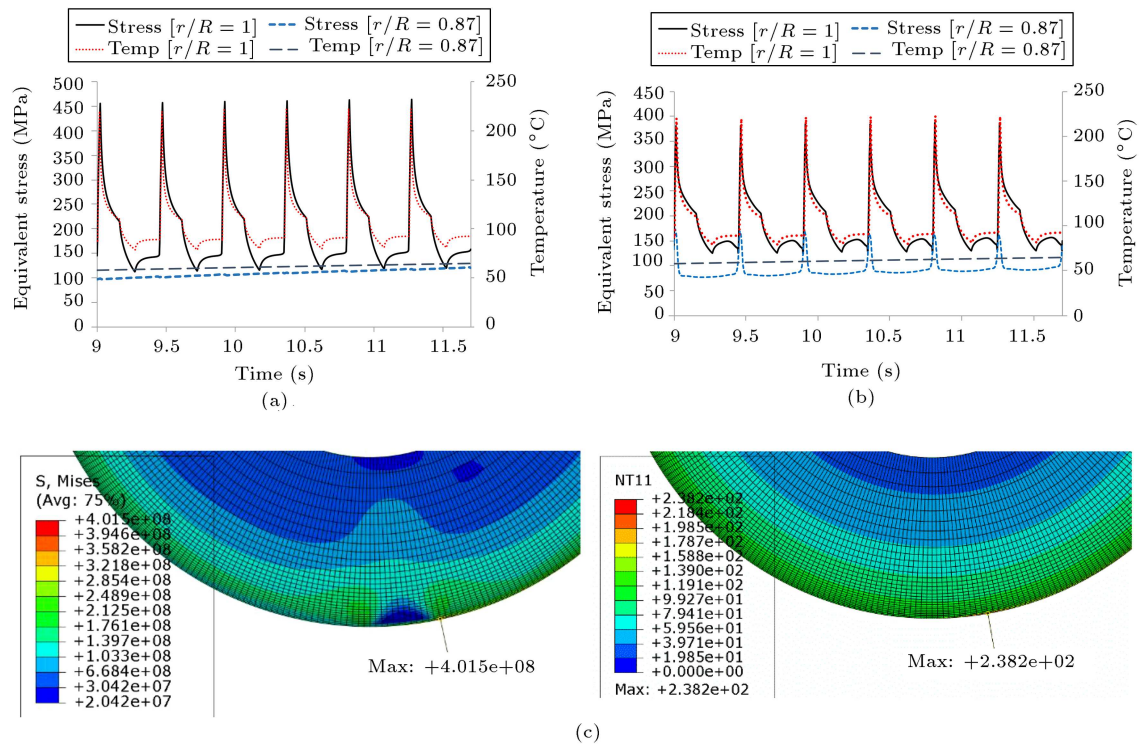 Stress [r/R = 1] Stress [r/R = 0.87]
Temp [r/R = 1] Temp [r/R = 0.87]
Equivalent stress (MPa)
500
450
400
350
300
250
200
150
100
50
0
250
200
150
100
50
0
Temperature (°C)
9 9.5 10 10.5 11 11.5
Time (s)
(a)
Stress [r/R = 1] Stress [r/R = 0.87]
Temp [r/R = 1] Temp [r/R = 0.87]
Equivalent stress (MPa)
450
400
350
300
250
200
150
100
50
0
250
200
150
100
50
0
Temperature (°C)
9 9.5 10 10.5 11 11.5
Time (s)
(b)
S, Mises
(Avg: 75%)
+4.015e+08
+3.946e+08
+3.582e+08
+3.218e+08
+2.854e+08
+2.489e+08
+2.125e+08
+1.761e+08
+1.397e+08
+1.033e+08
+6.684e+07
+3.042e+07
+2.042e+07
Max: +4.015e+08
NT11
+2.382e+02
+2.184e+02
+1.985e+02
+1.787e+02
+1.588e+02
+1.390e+02
+1.191e+02
+9.927e+01
+7.941e+01
+5.956e+01
+3.971e+01
+1.985e+01
+0.000e+00
Max: +2.382e+02
Max: +2.382e+02
(c)